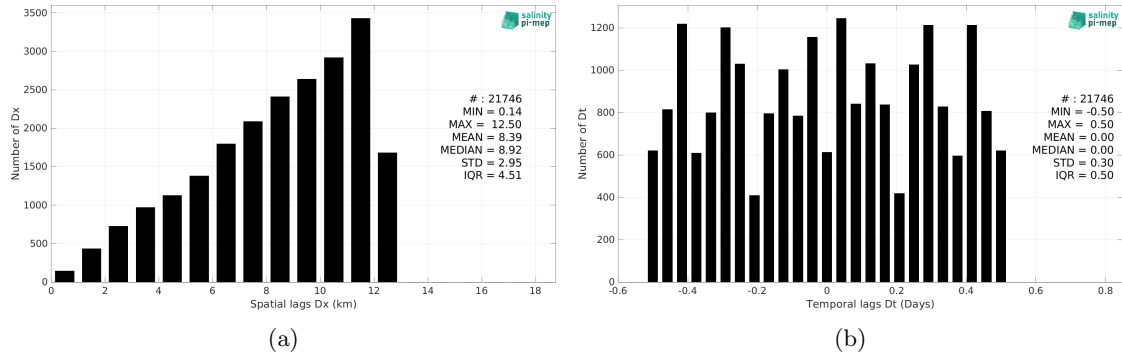 salinity
pi-mep
3500
3000
2500
2000
1500
1000
500
0
Number of Dx
# : 21746
MIN = 0.14
MAX = 12.50
MEAN = 8.39
MEDIAN = 8.92
STD = 2.95
IQR = 4.51
0 2 4 6 8 10 12 14 16 18
Spatial lags Dx (km)
(a)
salinity
pi-mep
1200
1000
800
600
400
200
0
Number of Dt
# : 21746
MIN = -0.50
MAX = 0.50
MEAN = 0.00
MEDIAN = 0.00
STD = 0.30
IQR = 0.50
-0.6 -0.4 -0.2 0 0.2 0.4 0.6 0.8
Temporal lags Dt (Days)
(b)